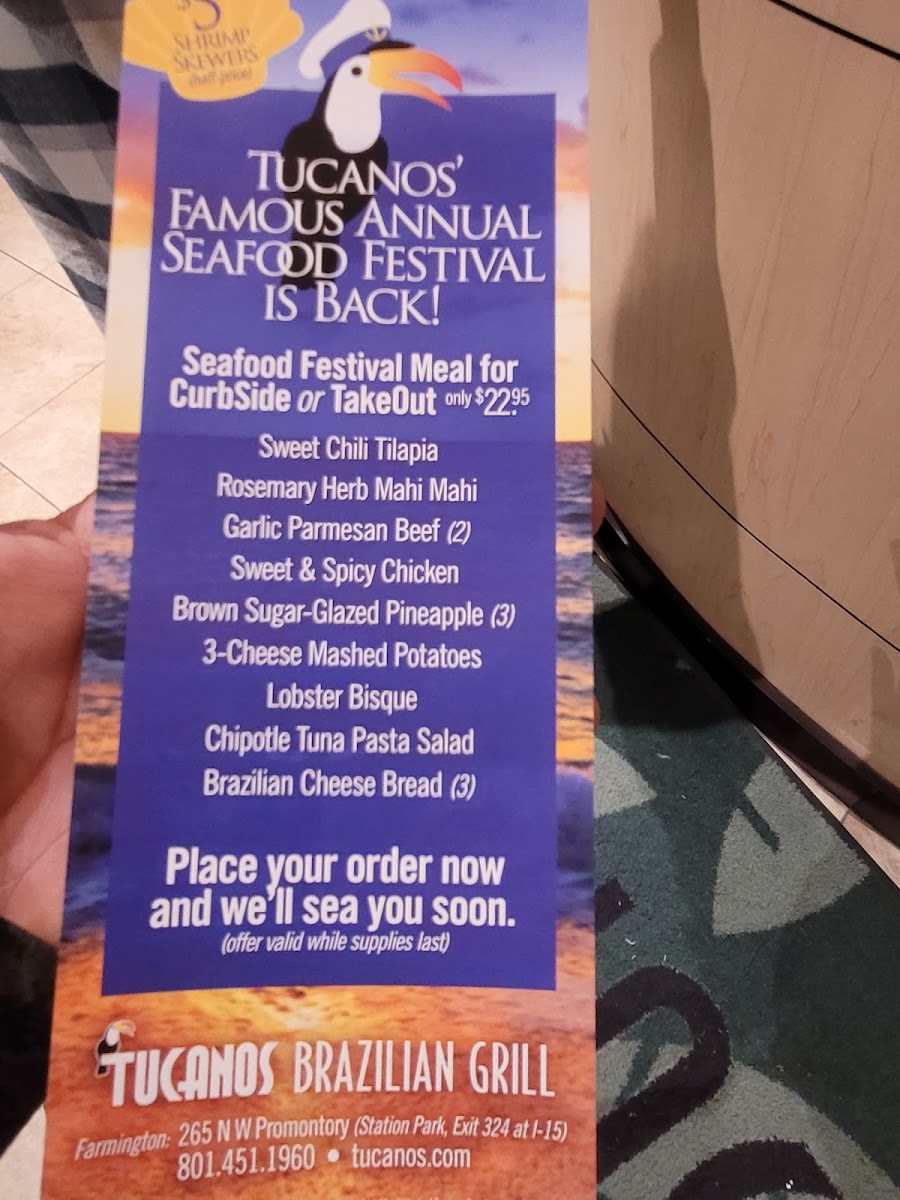 $5
SHRIMP
SKEWERS
(half-price)
TUCANOS'
FAMOUS ANNUAL
SEAFOOD FESTIVAL
IS BACK!
Seafood Festival Meal for
CurbSide or TakeOut only $22.95
Sweet Chili Tilapia
Rosemary Herb Mahi Mahi
Garlic Parmesan Beef (2)
Sweet & Spicy Chicken
Brown Sugar-Glazed Pineapple (3)
3-Cheese Mashed Potatoes
Lobster Bisque
Chipotle Tuna Pasta Salad
Brazilian Cheese Bread (3)
Place your order now
and we'll sea you soon.
(offer valid while supplies last)
TUCANOS BRAZILIAN GRILL
Farmington: 265 N W Promontory (Station Park, Exit 324 at I-15)
801.451.1960 • tucanos.com